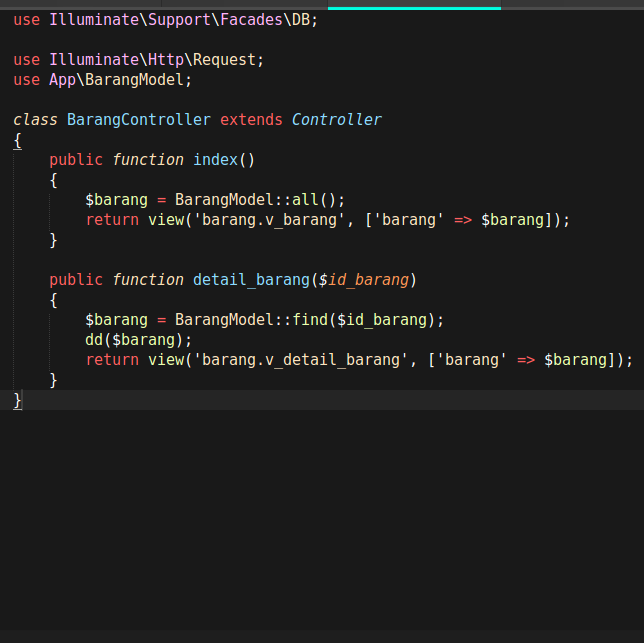 use Illuminate\Support\Facades\DB;
use Illuminate\Http\Request;
use App\BarangModel;
class BarangController extends Controller
{
public function index()
{
$barang = BarangModel::all();
return view('barang.v_barang', ['barang' => $barang]);
}
public function detail_barang($id_barang)
{
$barang = BarangModel::find($id_barang);
dd($barang);
return view('barang.v_detail_barang', ['barang' => $barang]);
}
}